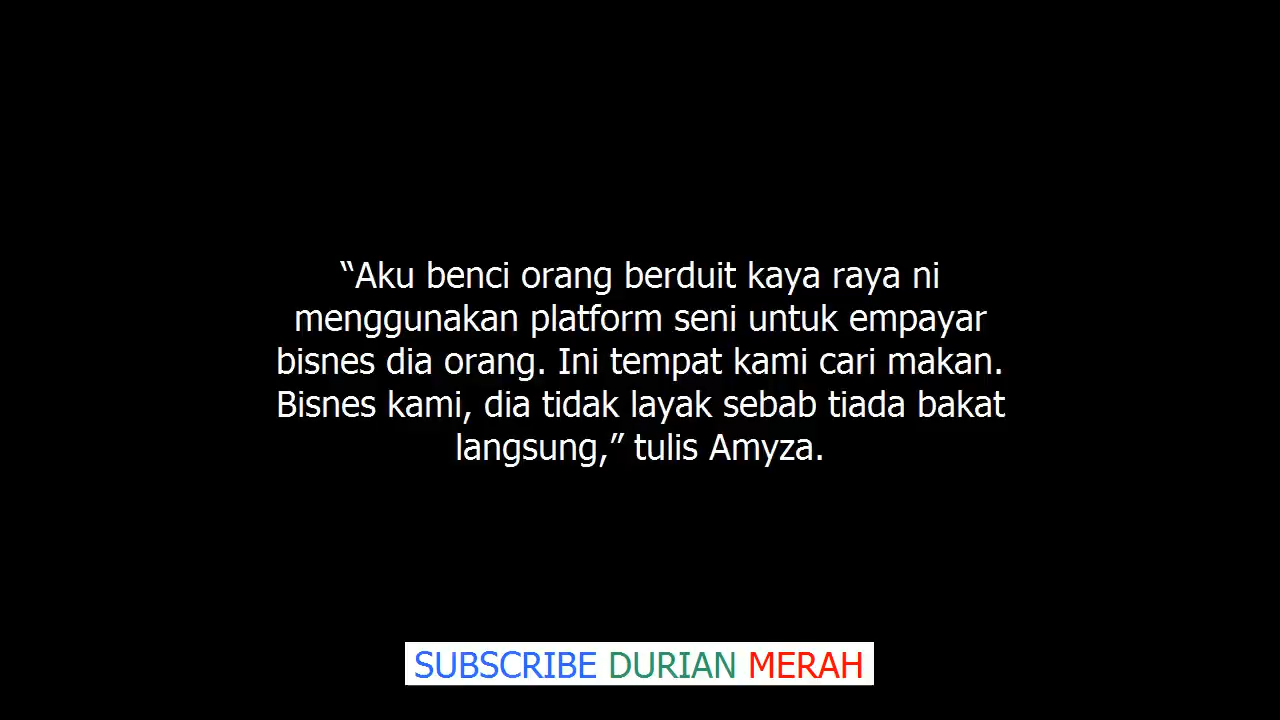 “Aku benci orang berduit kaya raya ni
menggunakan platform seni untuk empayar
bisnes dia orang. Ini tempat kami cari makan.
Bisnes kami, dia tidak layak sebab tiada bakat
langsung,” tulis Amyza.
SUBSCRIBE DURIAN MERAH